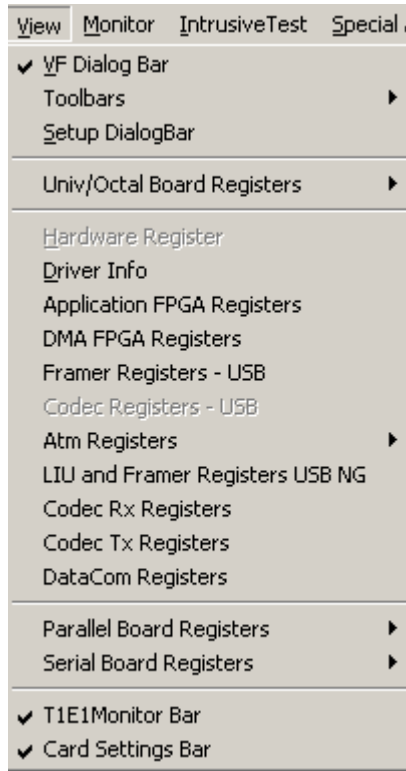 View Monitor IntrusiveTest Special
VF Dialog Bar
Toolbars
Setup DialogBar
Univ/Octal Board Registers
Hardware Register
Driver Info
Application FPGA Registers
DMA FPGA Registers
Framer Registers - USB
Codec Registers - USB
Atm Registers
LIU and Framer Registers USB NG
Codec Rx Registers
Codec Tx Registers
DataCom Registers
Parallel Board Registers
Serial Board Registers
T1E1Monitor Bar
Card Settings Bar